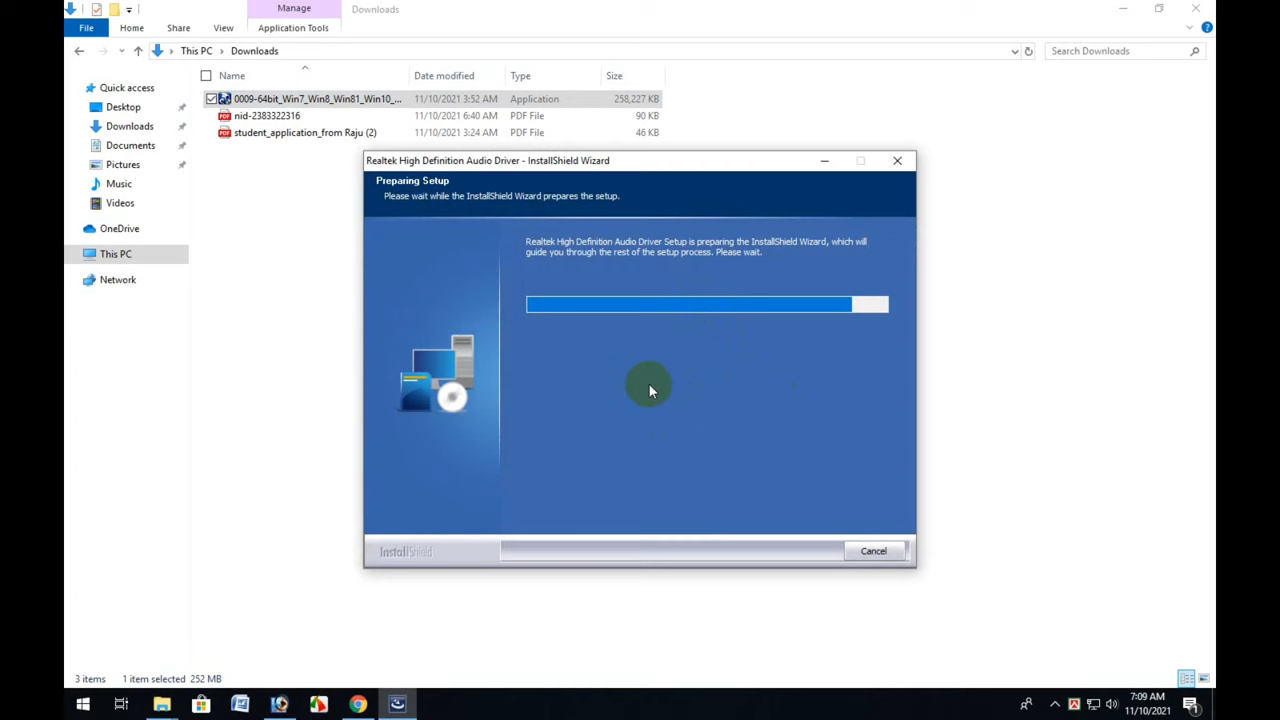 Manage
Downloads
File
Home
Share
View
Application Tools
This PC
Downloads
Search Downloads
Name
Date modified
Type
Size
Quick access
Desktop
Downloads
Documents
Pictures
Music
Videos
OneDrive
This PC
Network
0009-64bit_Win7_Win8_Win81_Win10_... 11/10/2021 3:52 AM Application 258,227 KB
nid-2383322316 11/10/2021 6:40 AM PDF File 90 KB
student_application_from Raju (2) 11/10/2021 3:24 AM PDF File 46 KB
Realtek High Definition Audio Driver - InstallShield Wizard
Preparing Setup
Please wait while the InstallShield Wizard prepares the setup.
Realtek High Definition Audio Driver Setup is preparing the InstallShield Wizard, which will
guide you through the rest of the setup process. Please wait.
InstallShield
Cancel
3 items 1 item selected 252 MB
7:09 AM
11/10/2021
1